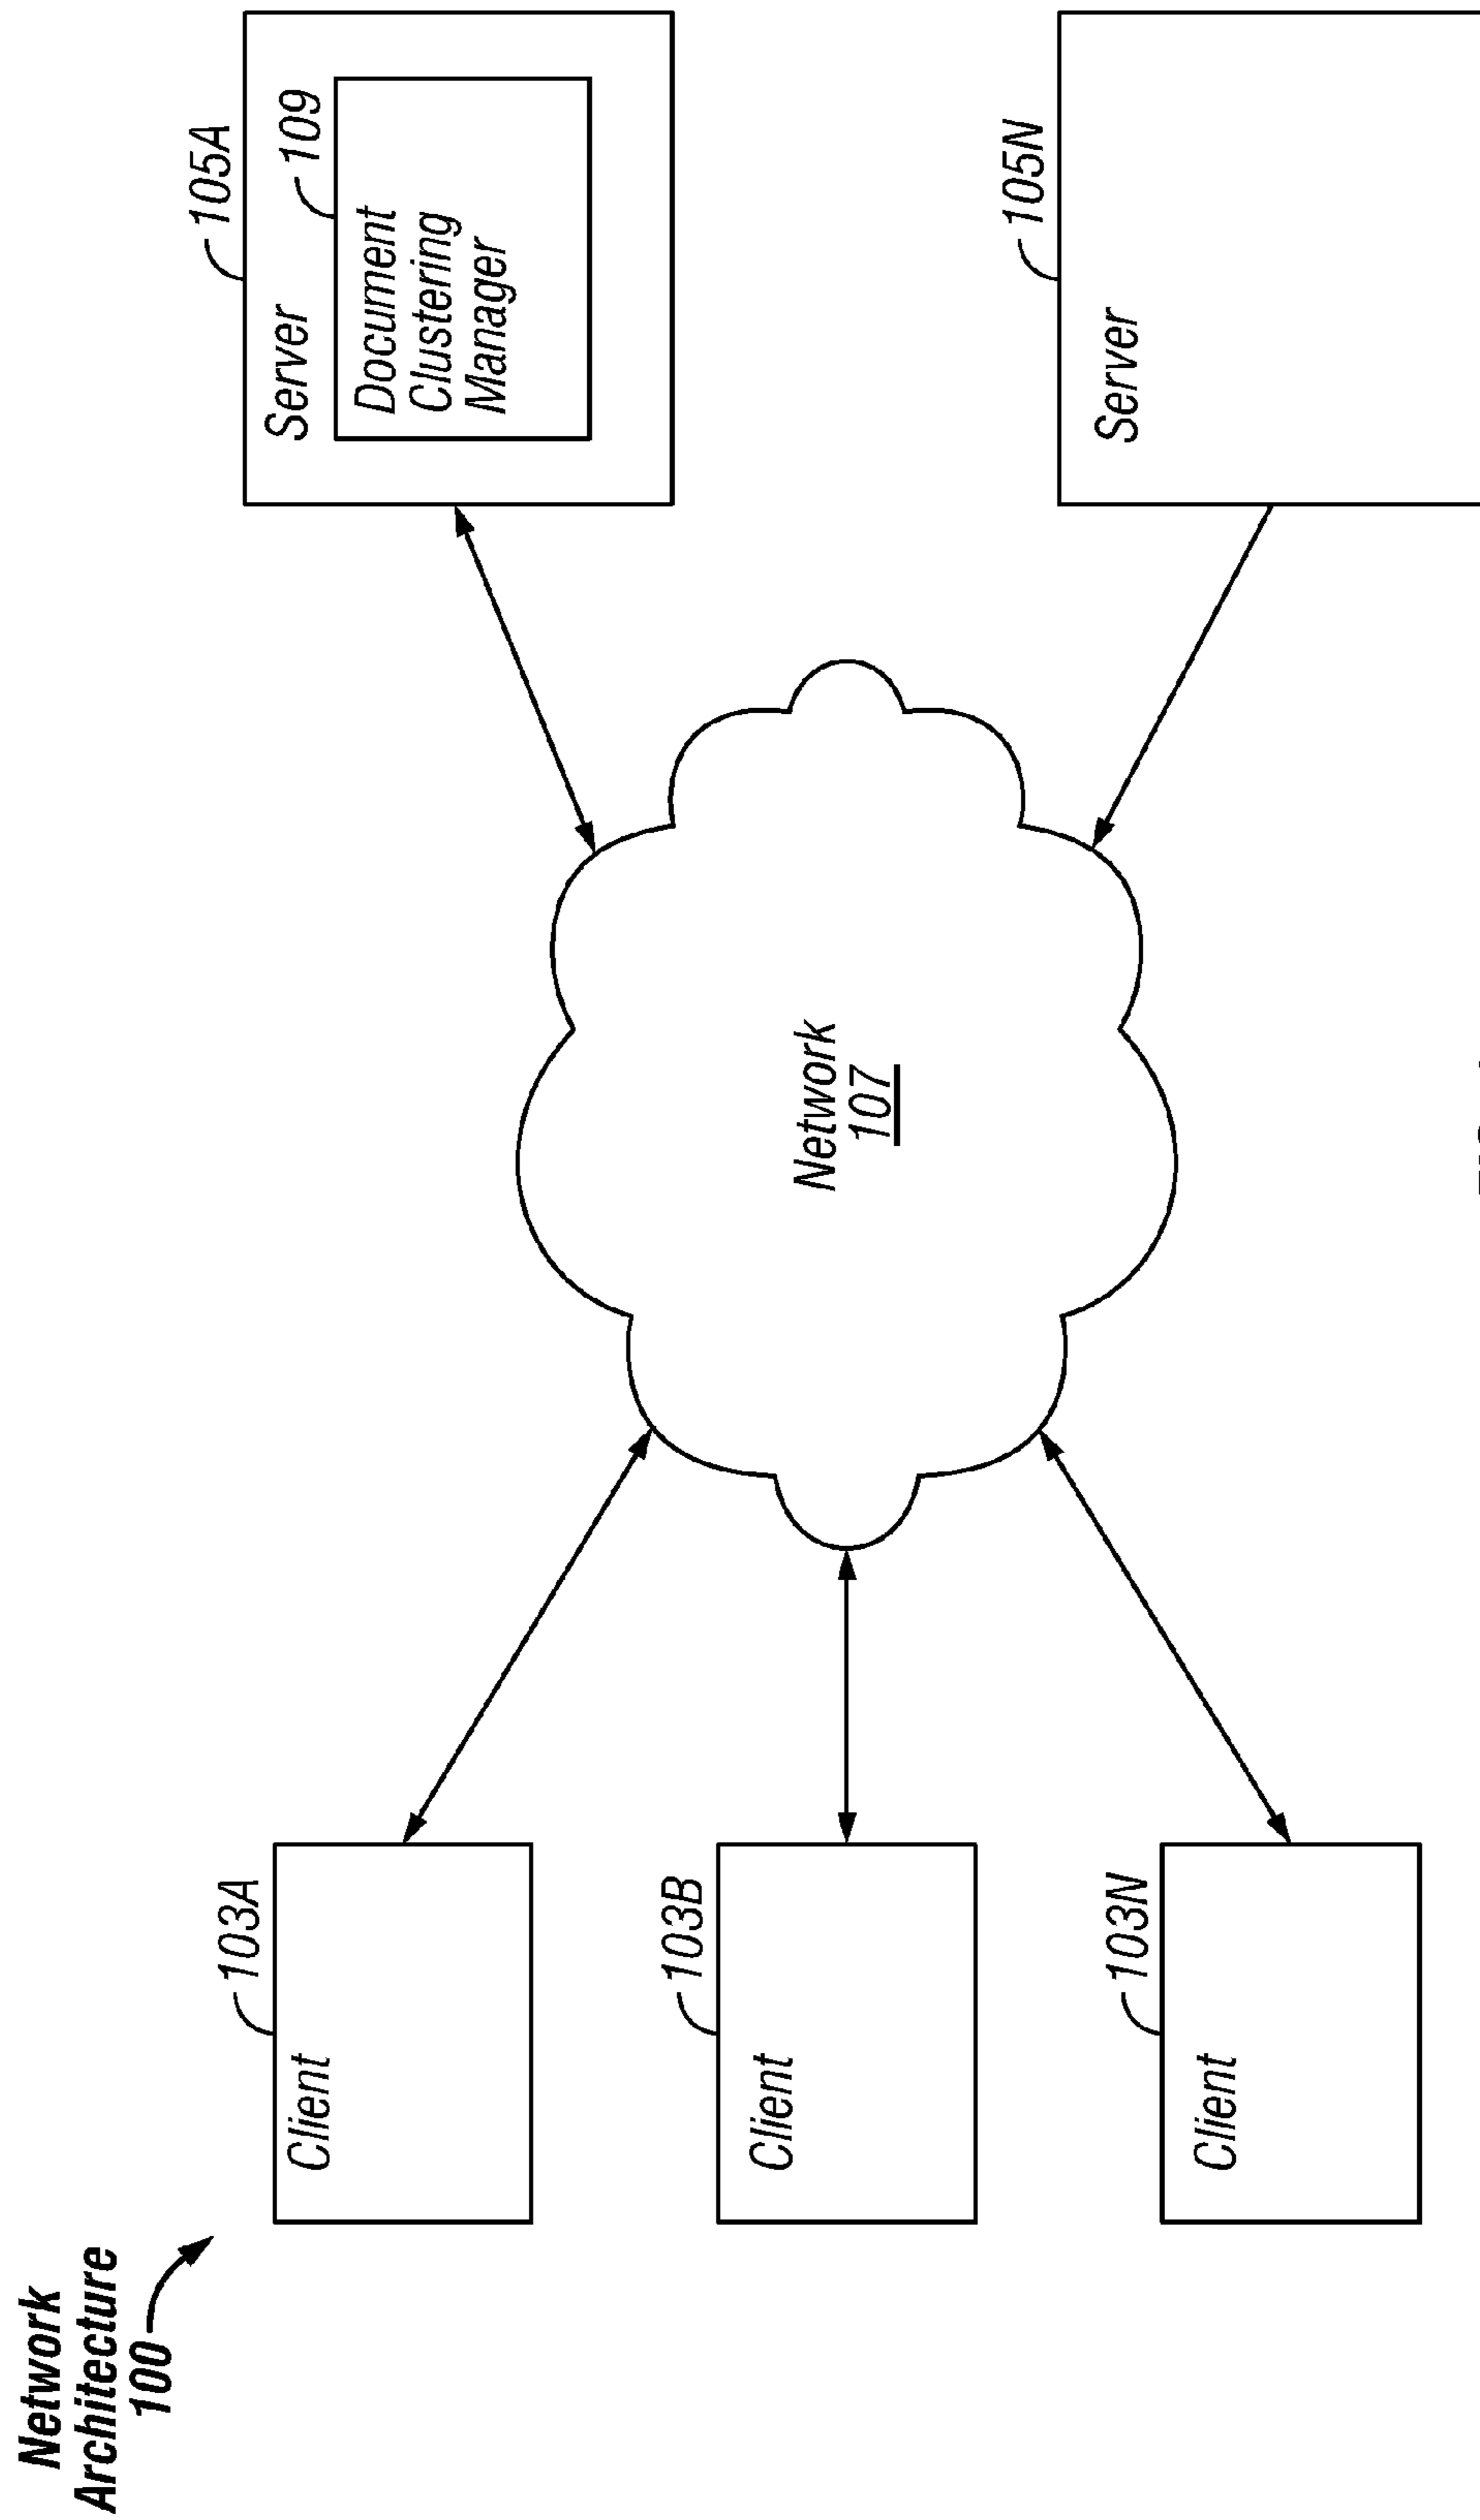 Network
Architecture
100
103A
Client
103B
Client
103N
Client
Network
107
105A
Server
109
Document
Clustering
Manager
105N
Server